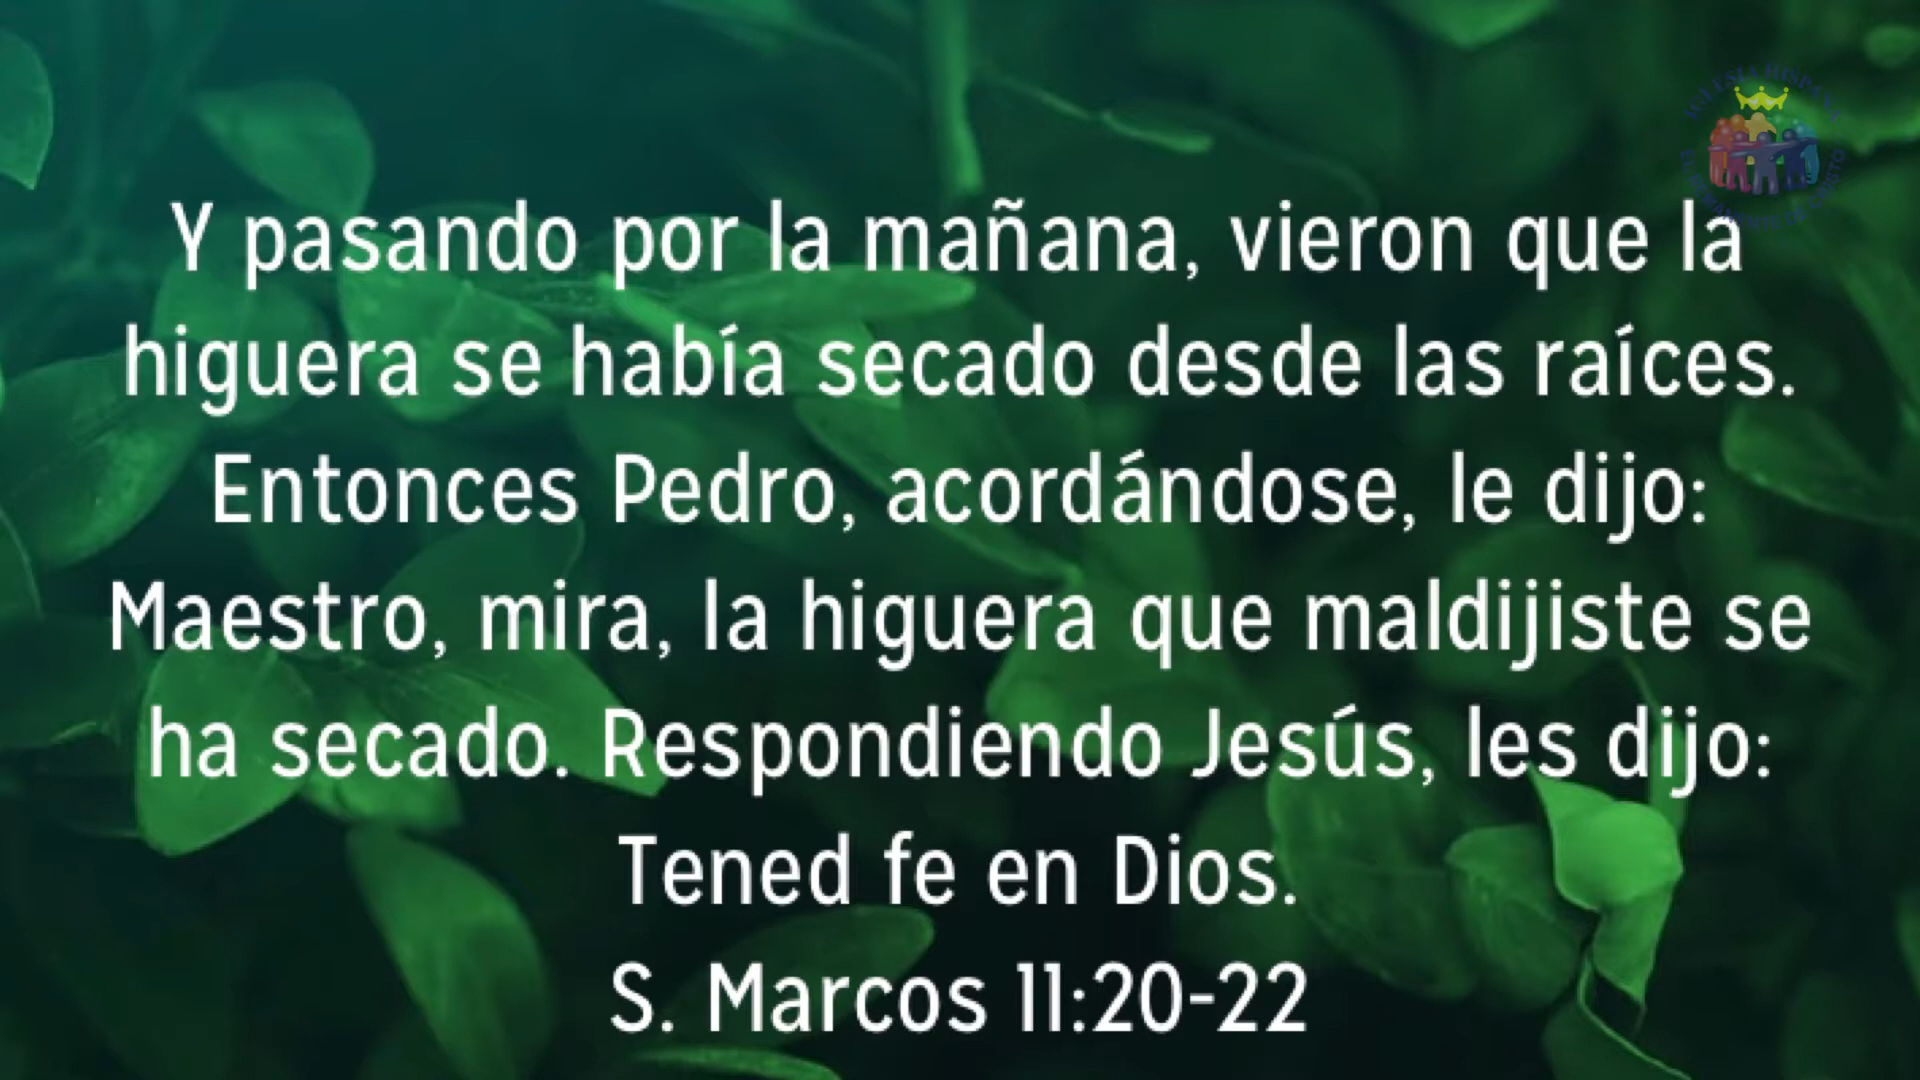 IGLESIA HISPANA
Y pasando por la mañana, vieron que la
higuera se había secado desde las raíces.
Entonces Pedro, acordándose, le dijo:
Maestro, mira, la higuera que maldijiste se
ha secado. Respondiendo Jesús, les dijo:
Tened fe en Dios.
S. Marcos 11:20-22